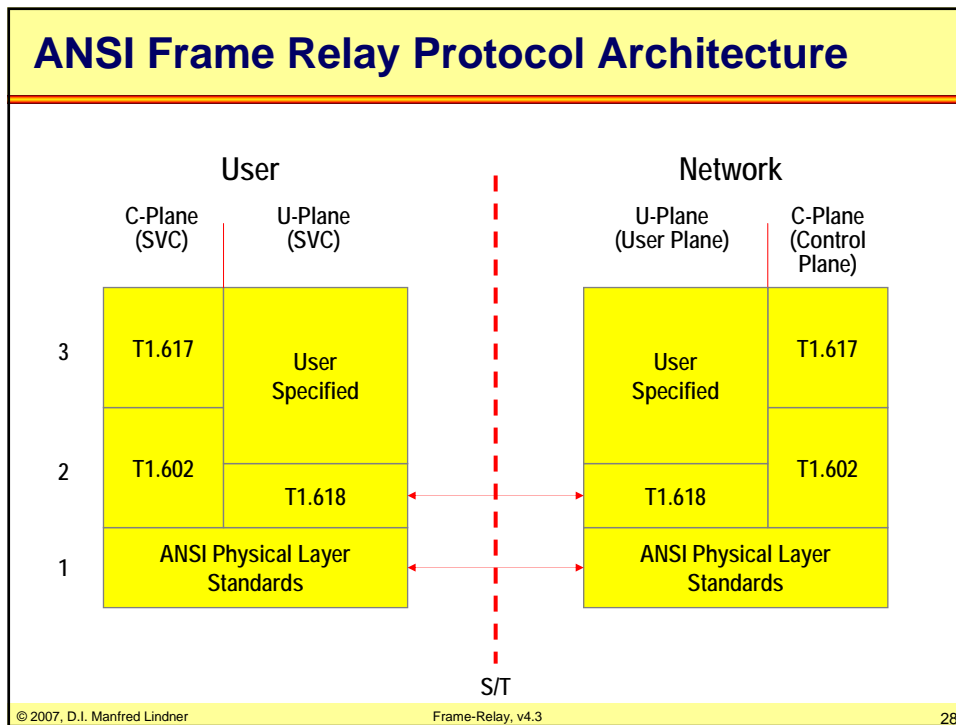 ANSI Frame Relay Protocol Architecture
User
Network
C-Plane
(SVC)
U-Plane
(SVC)
U-Plane
(User Plane)
C-Plane
(Control
Plane)
3
T1.617
User
Specified
User
Specified
T1.617
2
T1.602
T1.618
T1.618
T1.602
1
ANSI Physical Layer
Standards
ANSI Physical Layer
Standards
S/T
© 2007, D.I. Manfred Lindner
Frame-Relay, v4.3
28